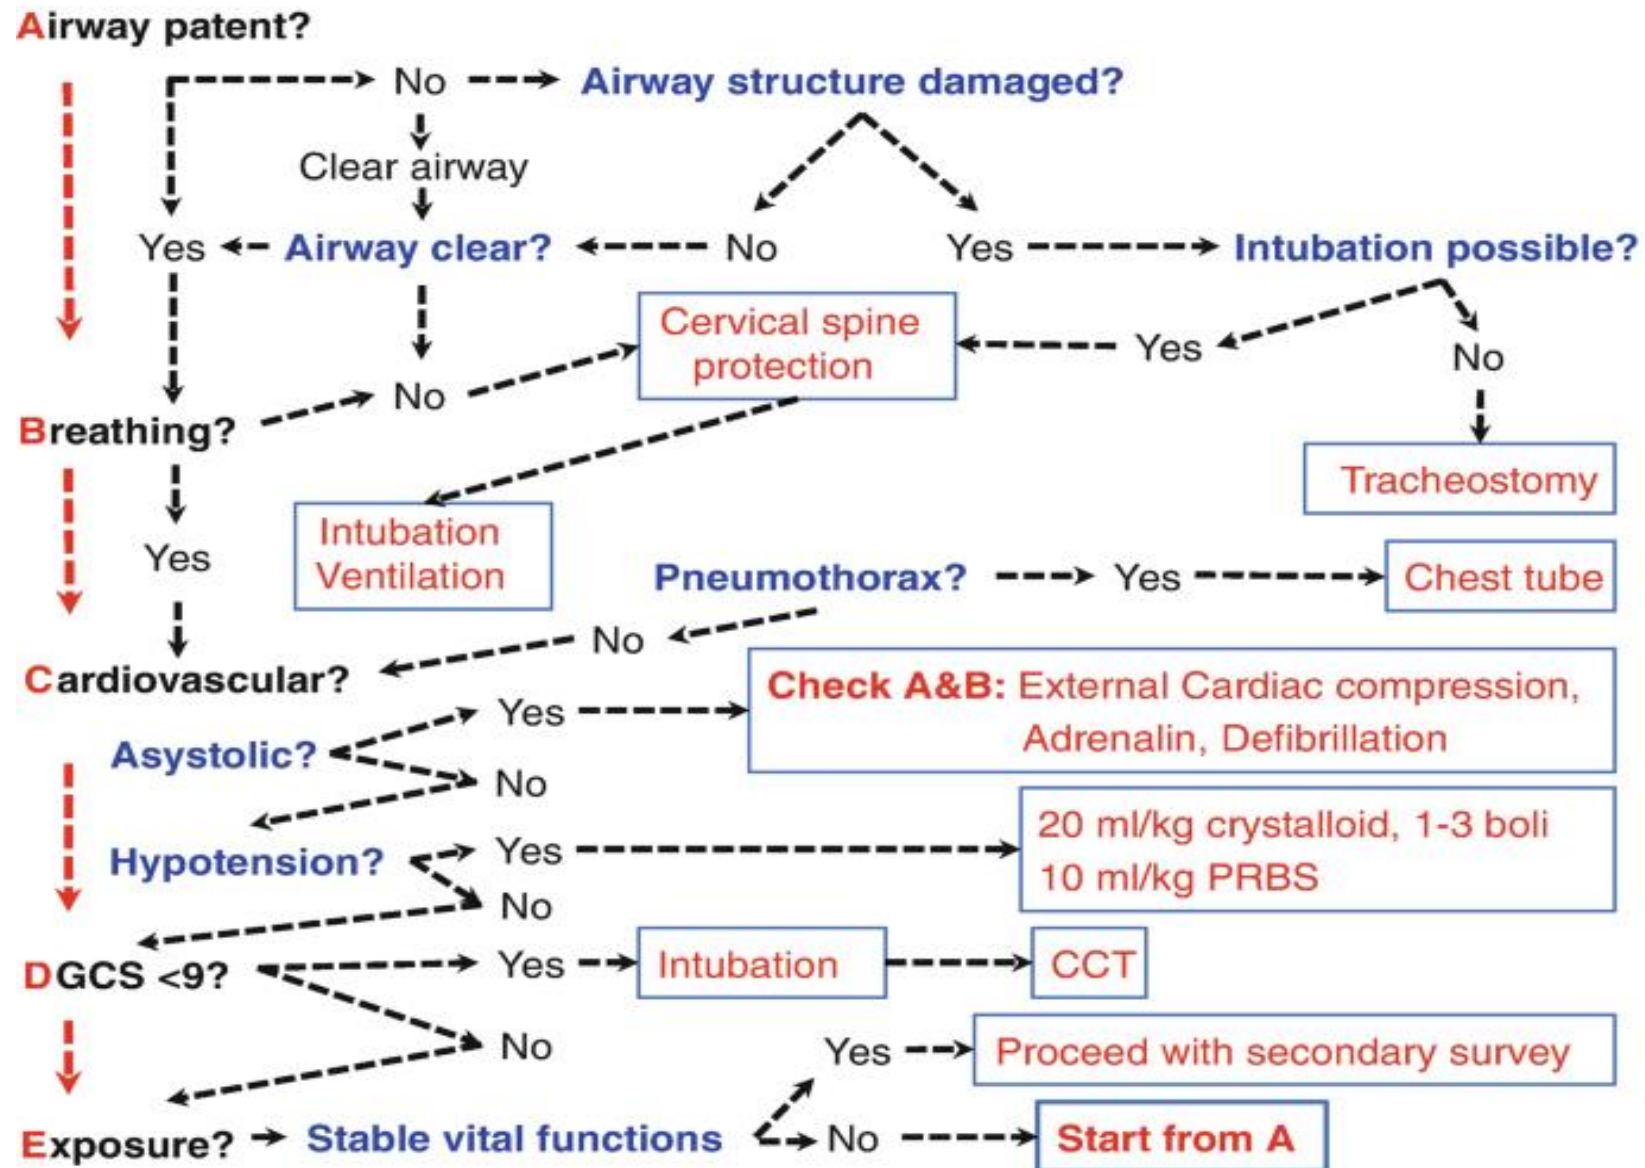 Airway patent?
No
Airway structure damaged?
Clear airway
Yes
Airway clear?
No
Yes
Intubation possible?
Cervical spine
protection
Yes
No
No
Breathing?
Tracheostomy
Intubation
Ventilation
Yes
Pneumothorax?
Yes
Chest tube
No
Cardiovascular?
Check A&B: External Cardiac compression,
Adrenalin, Defibrillation
Yes
Asystolic?
No
20 ml/kg crystalloid, 1-3 boli
10 ml/kg PRBS
Hypotension?
Yes
No
DGCS <9?
Yes
Intubation
CCT
No
Yes
Proceed with secondary survey
Exposure?
Stable vital functions
No
Start from A